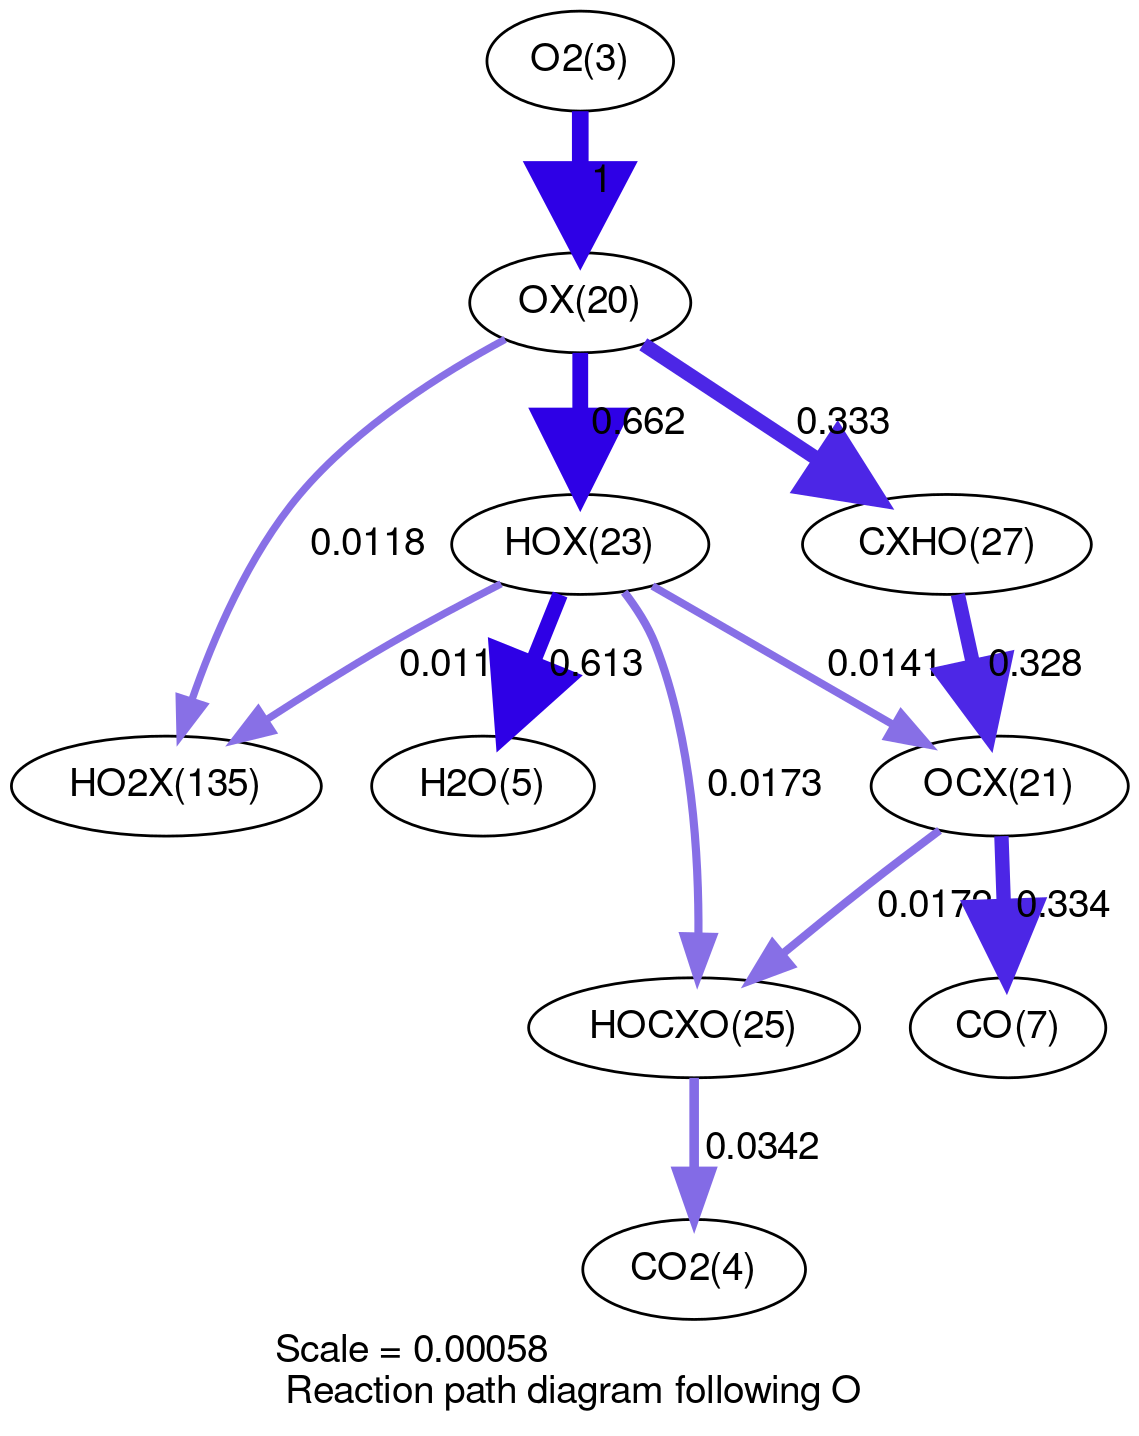 O2(3)
1
OX(20)
0.662
0.333
0.0118
HOX(23)
CXHO(27)
0.011
0.613
0.0141
0.328
0.0173
HO2X(135)
H2O(5)
OCX(21)
0.334
HOCXO(25)
CO(7)
0.0342
CO2(4)
Scale = 0.00058
Reaction path diagram following O